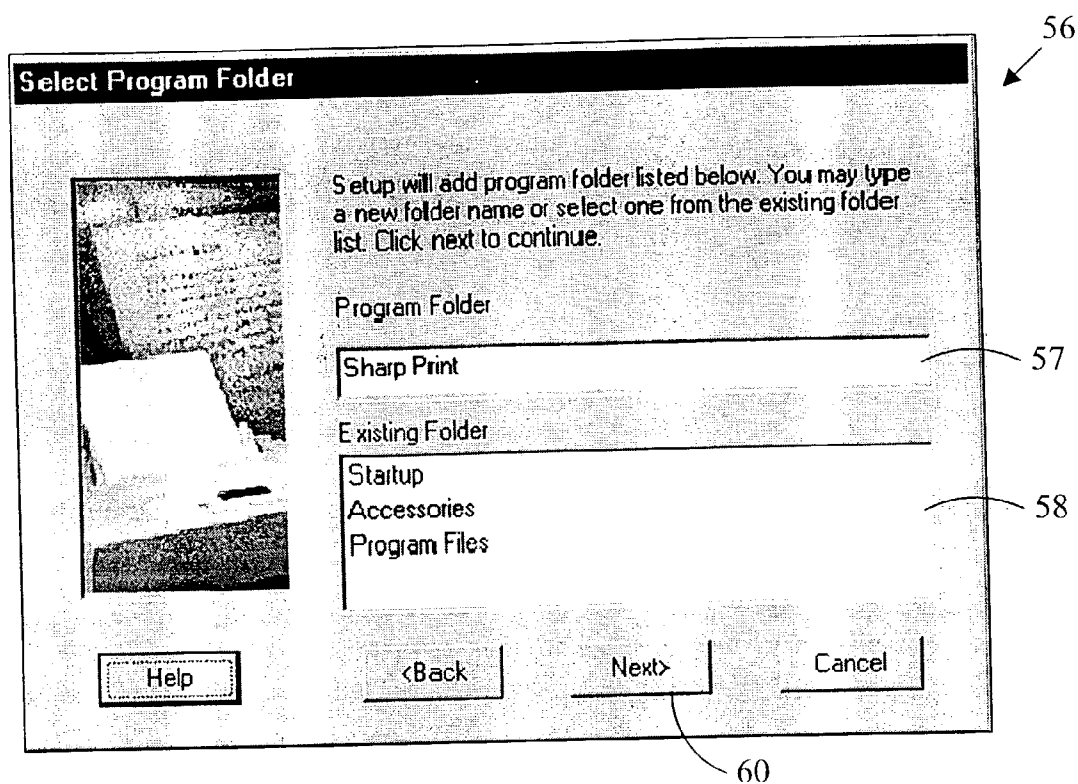 56
Select Program Folder
Setup will add program folder listed below. You may type
a new folder name or select one from the existing folder
list. Click next to continue.
Program Folder
Sharp Print
57
Existing Folder
Startup
Accessories
Program Files
58
Help
<Back
Next>
Cancel
60